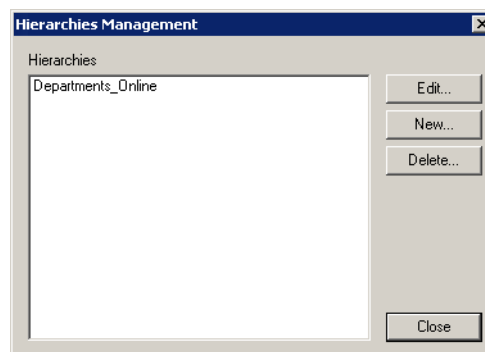 Hierarchies Management
Hierarchies
Departments_Online
Edit...
New...
Delete...
Close